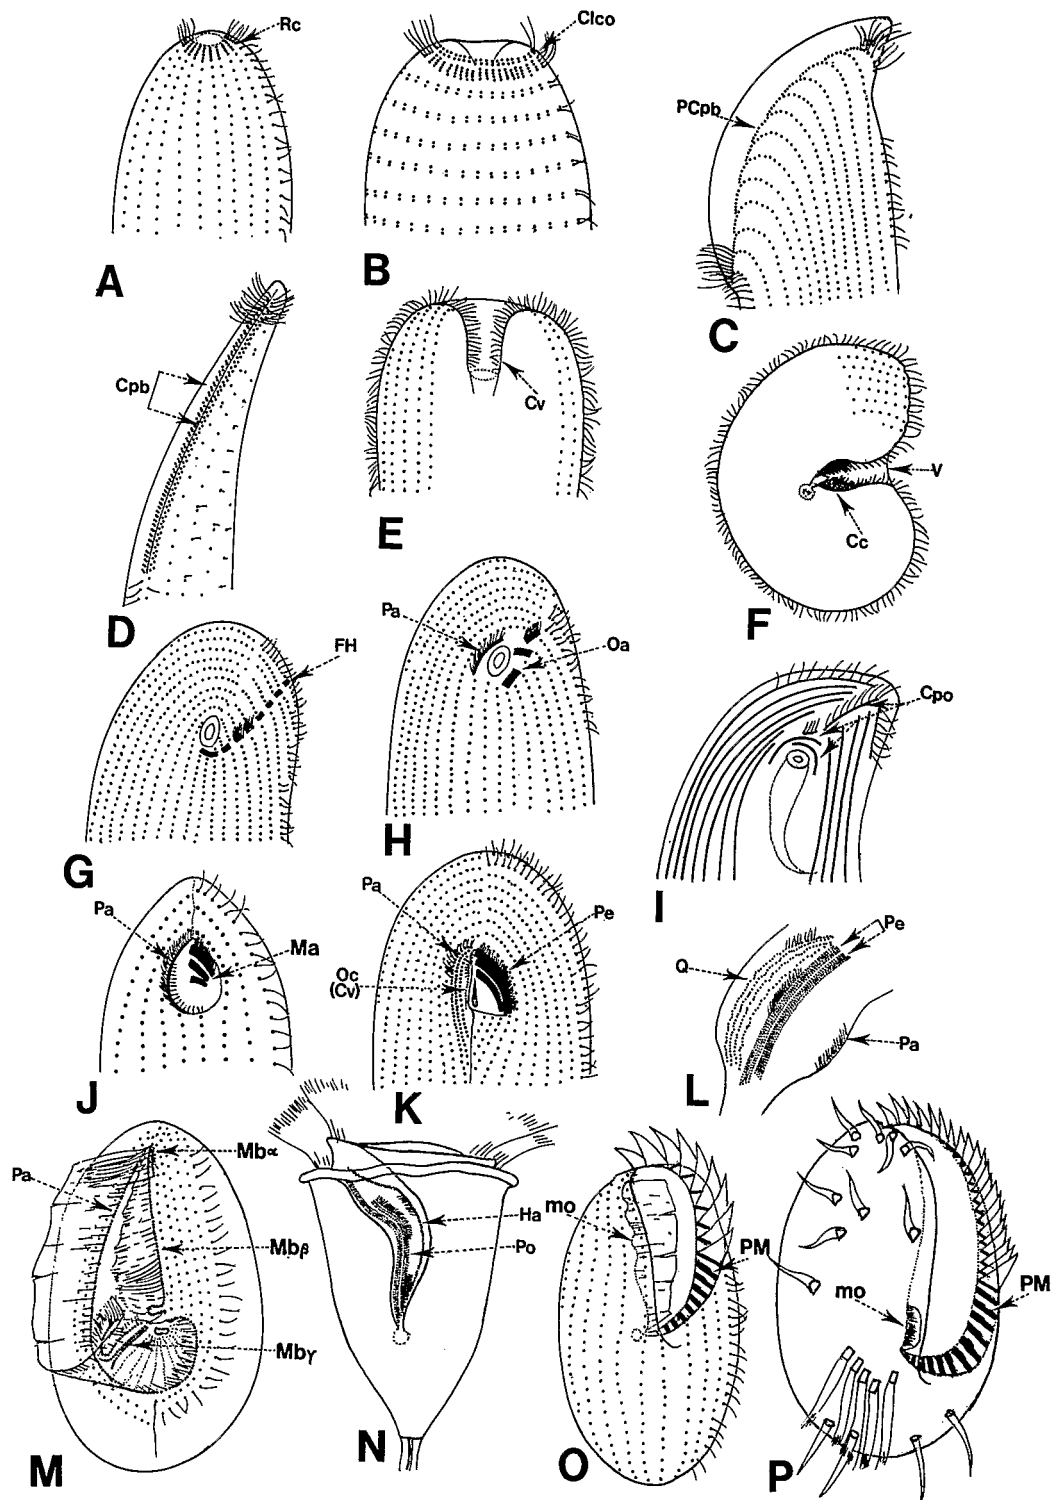 Rc
Clco
PCpb
A
B
C
Cpb
Cv
V
Cc
D
E
F
Pa
FH
Oa
Cpo
G
H
I
Pa
Ma
Pa
Pe
Oc
(Cv)
Q
Pe
Pa
J
K
L
Pa
Mbα
Mbβ
Mbγ
Ha
Po
mo
PM
mo
PM
M
N
O
P